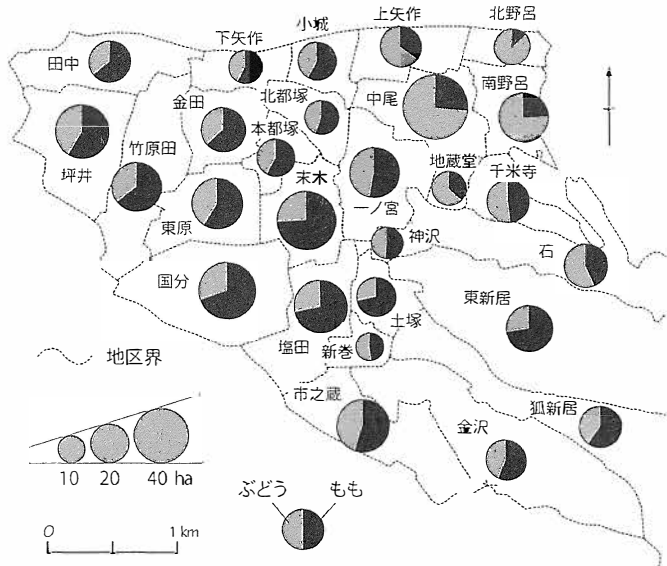 北野呂
上矢作
小城
下矢作
田中
南野呂
中尾
北都塚
金田
本都塚
竹原田
坪井
地蔵堂
千米寺
末木
一ノ宮
東原
神沢
石
国分
東新居
土塚
塩田
新巻
地区界
市之蔵
狐新居
金沢
10 20 40 ha
ぶどう もも
0 1 km